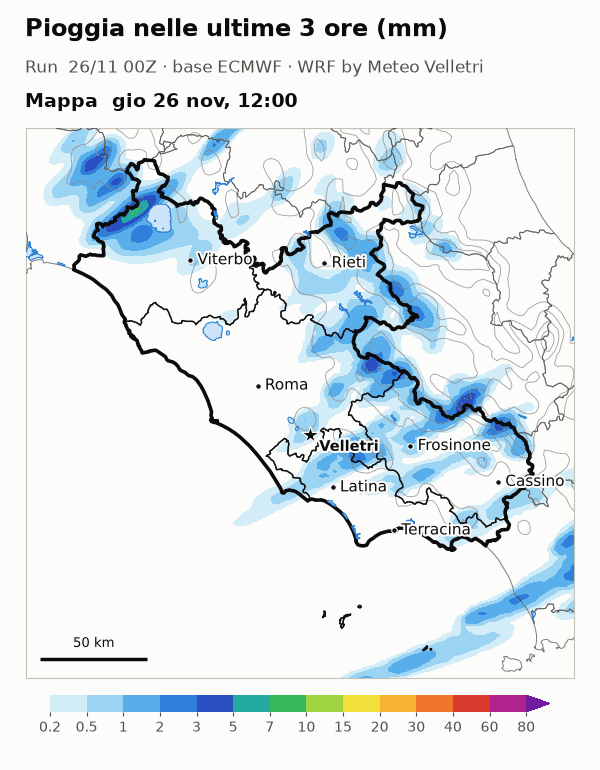 Pioggia nelle ultime 3 ore (mm)
Run  26/11 00Z · base ECMWF · WRF by Meteo Velletri
Mappa  gio 26 nov, 12:00
Viterbo
Rieti
Roma
Velletri
Frosinone
Latina
Cassino
Terracina
50 km
0.2 0.5 1 2 3 5 7 10 15 20 30 40 60 80